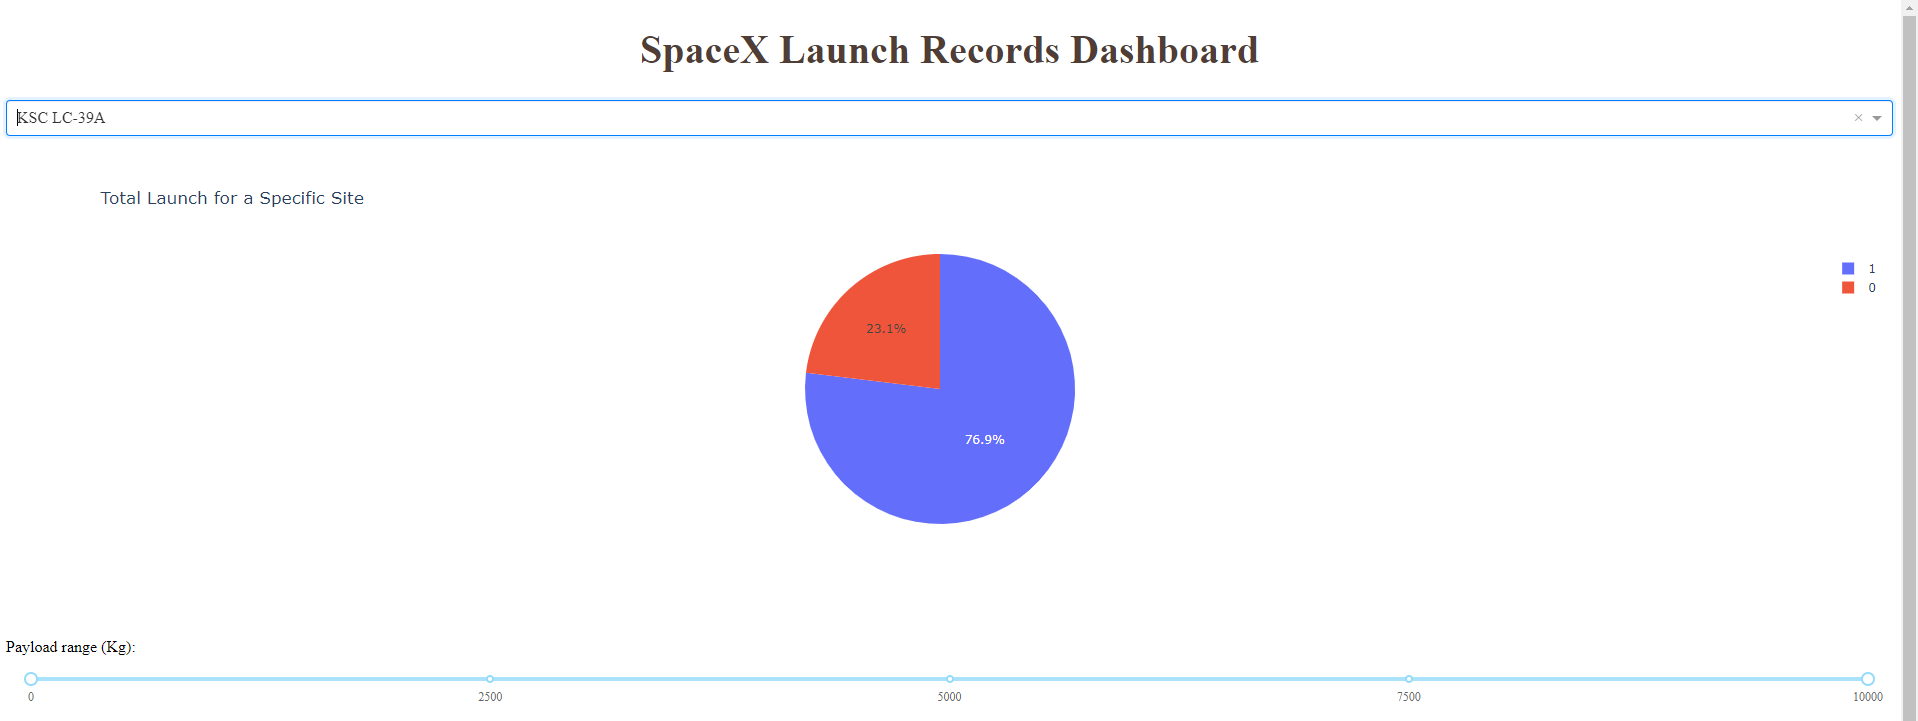 SpaceX Launch Records Dashboard
KSC LC-39A
×
Total Launch for a Specific Site
1
0
23.1%
76.9%
Payload range (Kg):
0 2500 5000 7500 10000